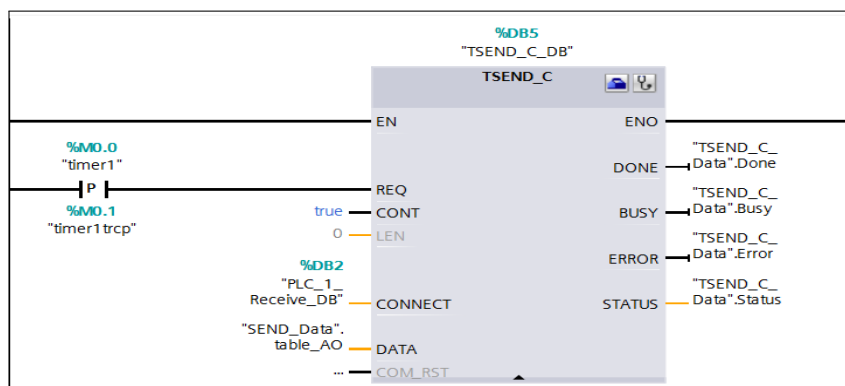 %DB5
"TSEND_C_DB"
TSEND_C
EN
ENO
%M0.0
"timer1"
P
%M0.1
"timer1trcp"
REQ
DONE
"TSEND_C_
Data".Done
true
CONT
BUSY
"TSEND_C_
Data".Busy
0
LEN
ERROR
"TSEND_C_
Data".Error
%DB2
"PLC_1_
Receive_DB"
CONNECT
STATUS
"TSEND_C_
Data".Status
"SEND_Data".
table_AO
DATA
...
COM_RST